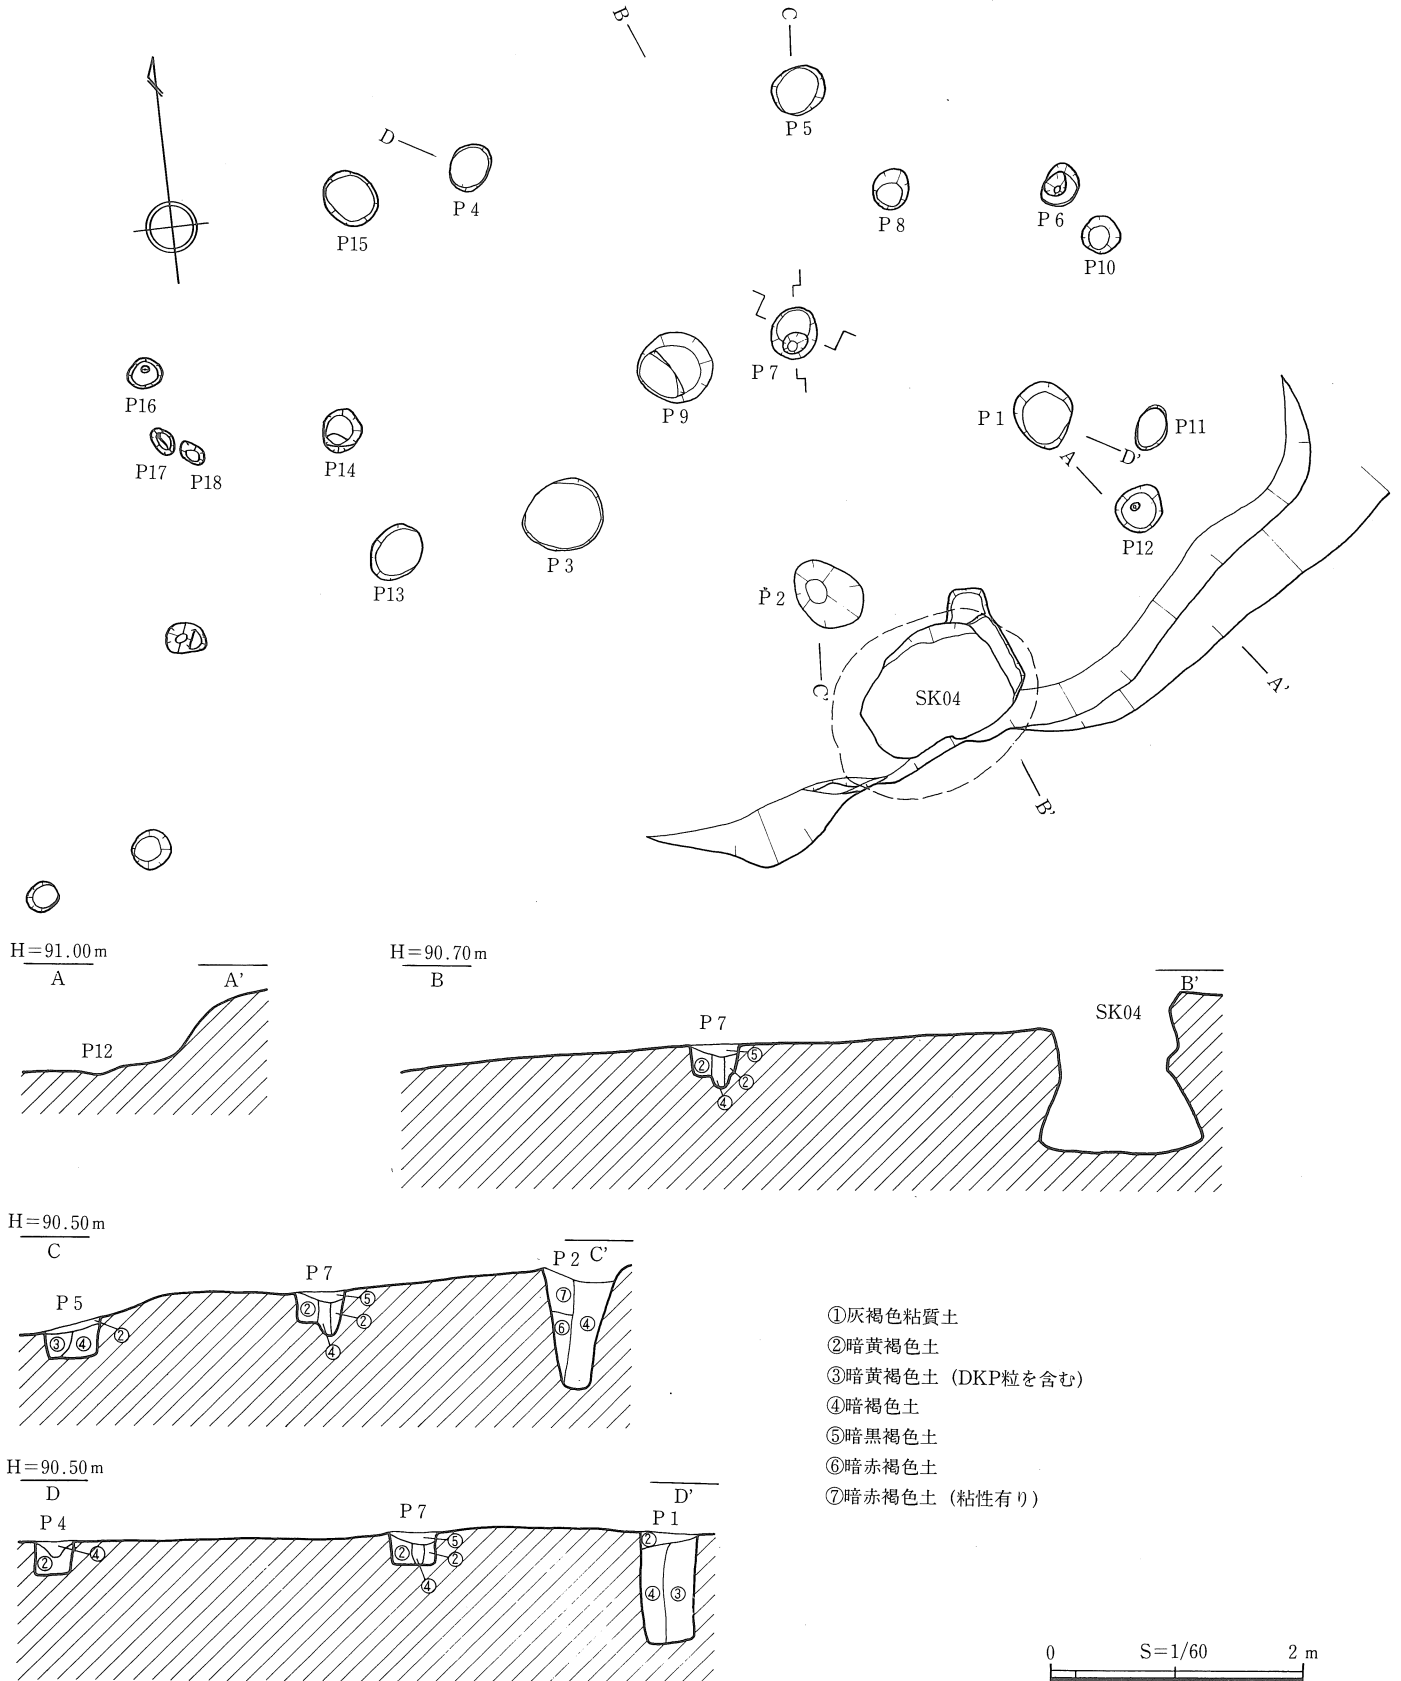 B
C
P 5
D
P 4
P15
P 8
P 6
P10
P 7
P16
P 9
P 1
P11
D'
A
P17
P18
P14
P12
P 3
P13
P 2
C'
SK04
A'
B'
H=91.00m
A
A'
P12
H=90.70m
B
B'
P 7
SK04
⑤
②
②
④
H=90.50m
C
C'
P 5
P 7
P 2
②
③
④
②
⑤
②
④
⑦
⑥
④
H=90.50m
D
D'
P 4
P 7
P 1
②
④
②
⑤
②
④
②
④
③
①灰褐色粘質土
②暗黄褐色土
③暗黄褐色土（DKP粒を含む）
④暗褐色土
⑤暗黒褐色土
⑥暗赤褐色土
⑦暗赤褐色土（粘性有り）
0
S=1/60
2 m